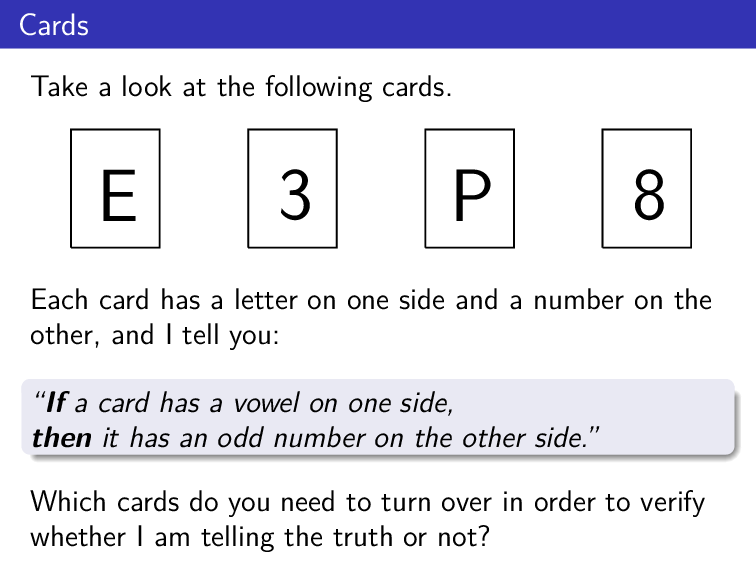 Cards
Take a look at the following cards.
E 3 P 8
Each card has a letter on one side and a number on the
other, and I tell you:
“If a card has a vowel on one side,
then it has an odd number on the other side.”
Which cards do you need to turn over in order to verify
whether I am telling the truth or not?